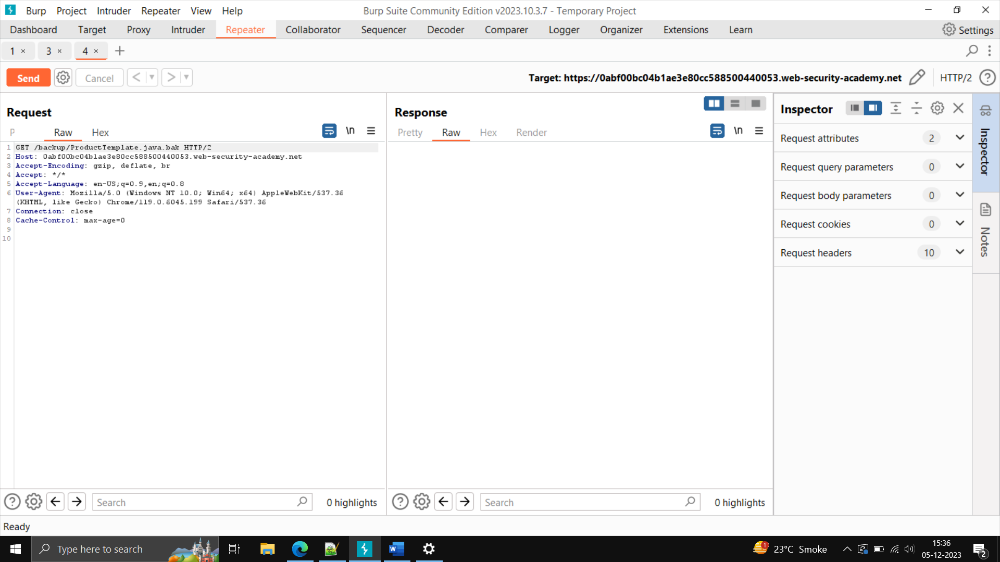 Burp Project Intruder Repeater View Help Burp Suite Community Edition v2023.10.3.7 - Temporary Project
Dashboard Target Proxy Intruder Repeater Collaborator Sequencer Decoder Comparer Logger Organizer Extensions Learn Settings
1 × 3 × 4 × +
Send Cancel < > Target: https://0abf00bc04b1ae3e80cc588500440053.web-security-academy.net HTTP/2 ?
Request
P Raw Hex \n
1 GET /backup/ProductTemplate.java.bak HTTP/2
2 Host: 0abf00bc04b1ae3e80cc588500440053.web-security-academy.net
3 Accept-Encoding: gzip, deflate, br
4 Accept: */*
5 Accept-Language: en-US;q=0.9,en;q=0.8
6 User-Agent: Mozilla/5.0 (Windows NT 10.0; Win64; x64) AppleWebKit/537.36
(KHTML, like Gecko) Chrome/119.0.6045.199 Safari/537.36
7 Connection: close
8 Cache-Control: max-age=0
9
10
? Search 0 highlights
Response
Pretty Raw Hex Render \n
? Search 0 highlights
Inspector
Request attributes 2
Request query parameters 0
Request body parameters 0
Request cookies 0
Request headers 10
Inspector
Notes
Ready
Type here to search W 1 23°C Smoke 15:36
05-12-2023 2